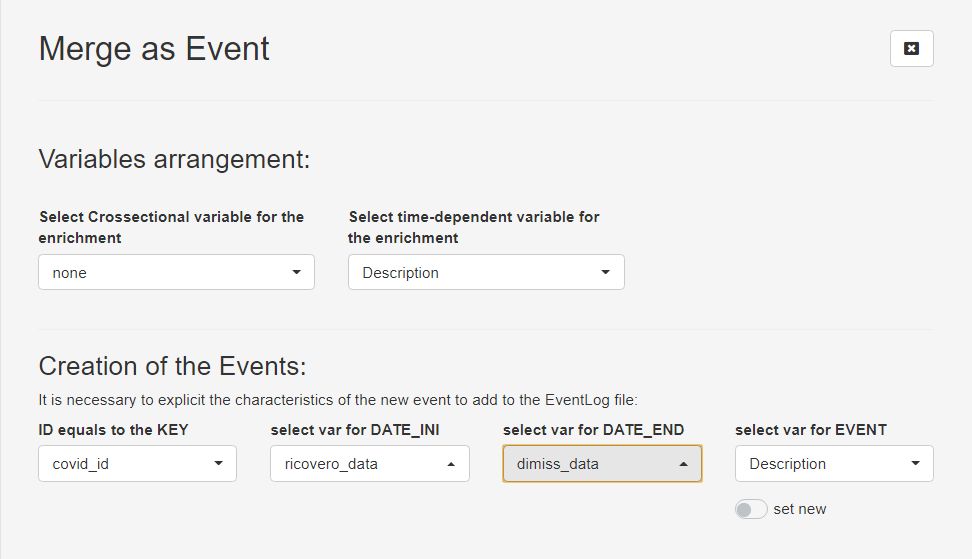 Merge as Event
Variables arrangement:
Select Crossectional variable for the
enrichment
Select time-dependent variable for
the enrichment
none
Description
Creation of the Events:
It is necessary to explicit the characteristics of the new event to add to the EventLog file:
ID equals to the KEY
select var for DATE_INI
select var for DATE_END
select var for EVENT
covid_id
ricovero_data
dimiss_data
Description
set new